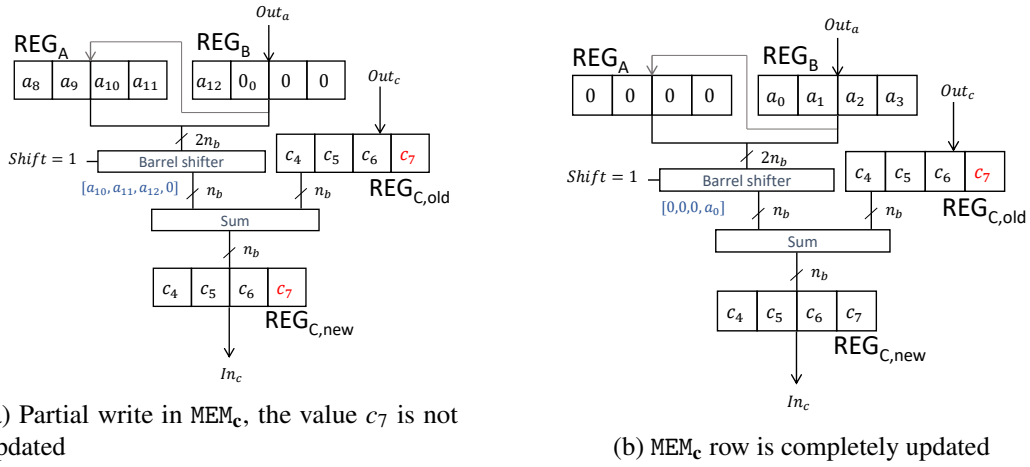 Out_a
REG_A REG_B
a_8 a_9 a_10 a_11 a_12 0_0 0 0
Out_c
2n_b
Shift = 1 Barrel shifter
c_4 c_5 c_6 c_7
[a_10, a_11, a_12, 0] n_b n_b
REG_C,old
Sum
n_b
c_4 c_5 c_6 c_7
REG_C,new
In_c
) Partial write in MEM_c, the value c_7 is not
pdated
Out_a
REG_A REG_B
0 0 0 0 a_0 a_1 a_2 a_3
Out_c
2n_b
Shift = 1 Barrel shifter
c_4 c_5 c_6 c_7
[0,0,0, a_0] n_b n_b
REG_C,old
Sum
n_b
c_4 c_5 c_6 c_7
REG_C,new
In_c
(b) MEM_c row is completely updated